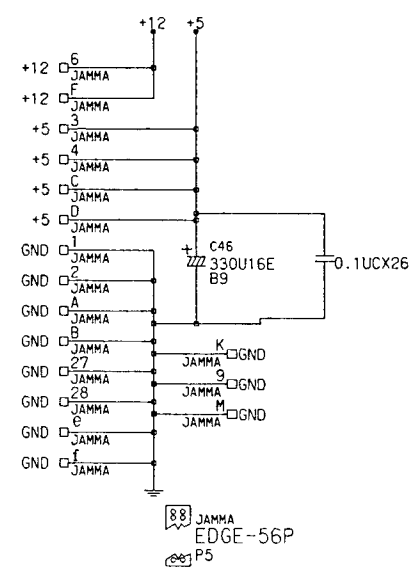 +12 +5
+12 6
JAMMA
+12 F
JAMMA
+5 3
JAMMA
+5 4
JAMMA
+5 C
JAMMA
+5 D
JAMMA
GND 1
JAMMA
GND 2
JAMMA
GND A
JAMMA
GND B
JAMMA
GND 27
JAMMA
GND 28
JAMMA
GND e
JAMMA
GND f
JAMMA
+ C46
330U16E
B9
0.1UCX26
K GND
JAMMA
9 GND
JAMMA
M GND
JAMMA
88 JAMMA
EDGE-56P
P5